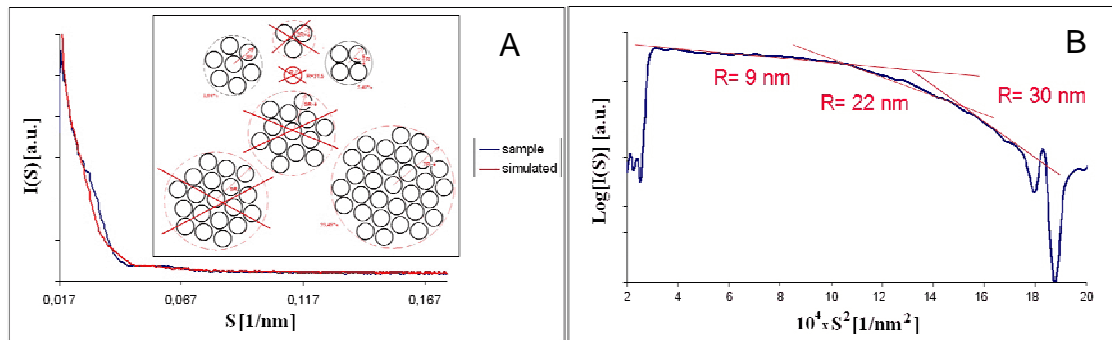 A
I(S) [a.u.]
sample
simulated
0,017
0,067
0,117
0,167
S [1/nm]
B
Log[I(S)] [a.u.]
R= 9 nm
R= 22 nm
R= 30 nm
2
4
6
8
10
12
14
16
18
20
10⁴ x S² [1/nm²]